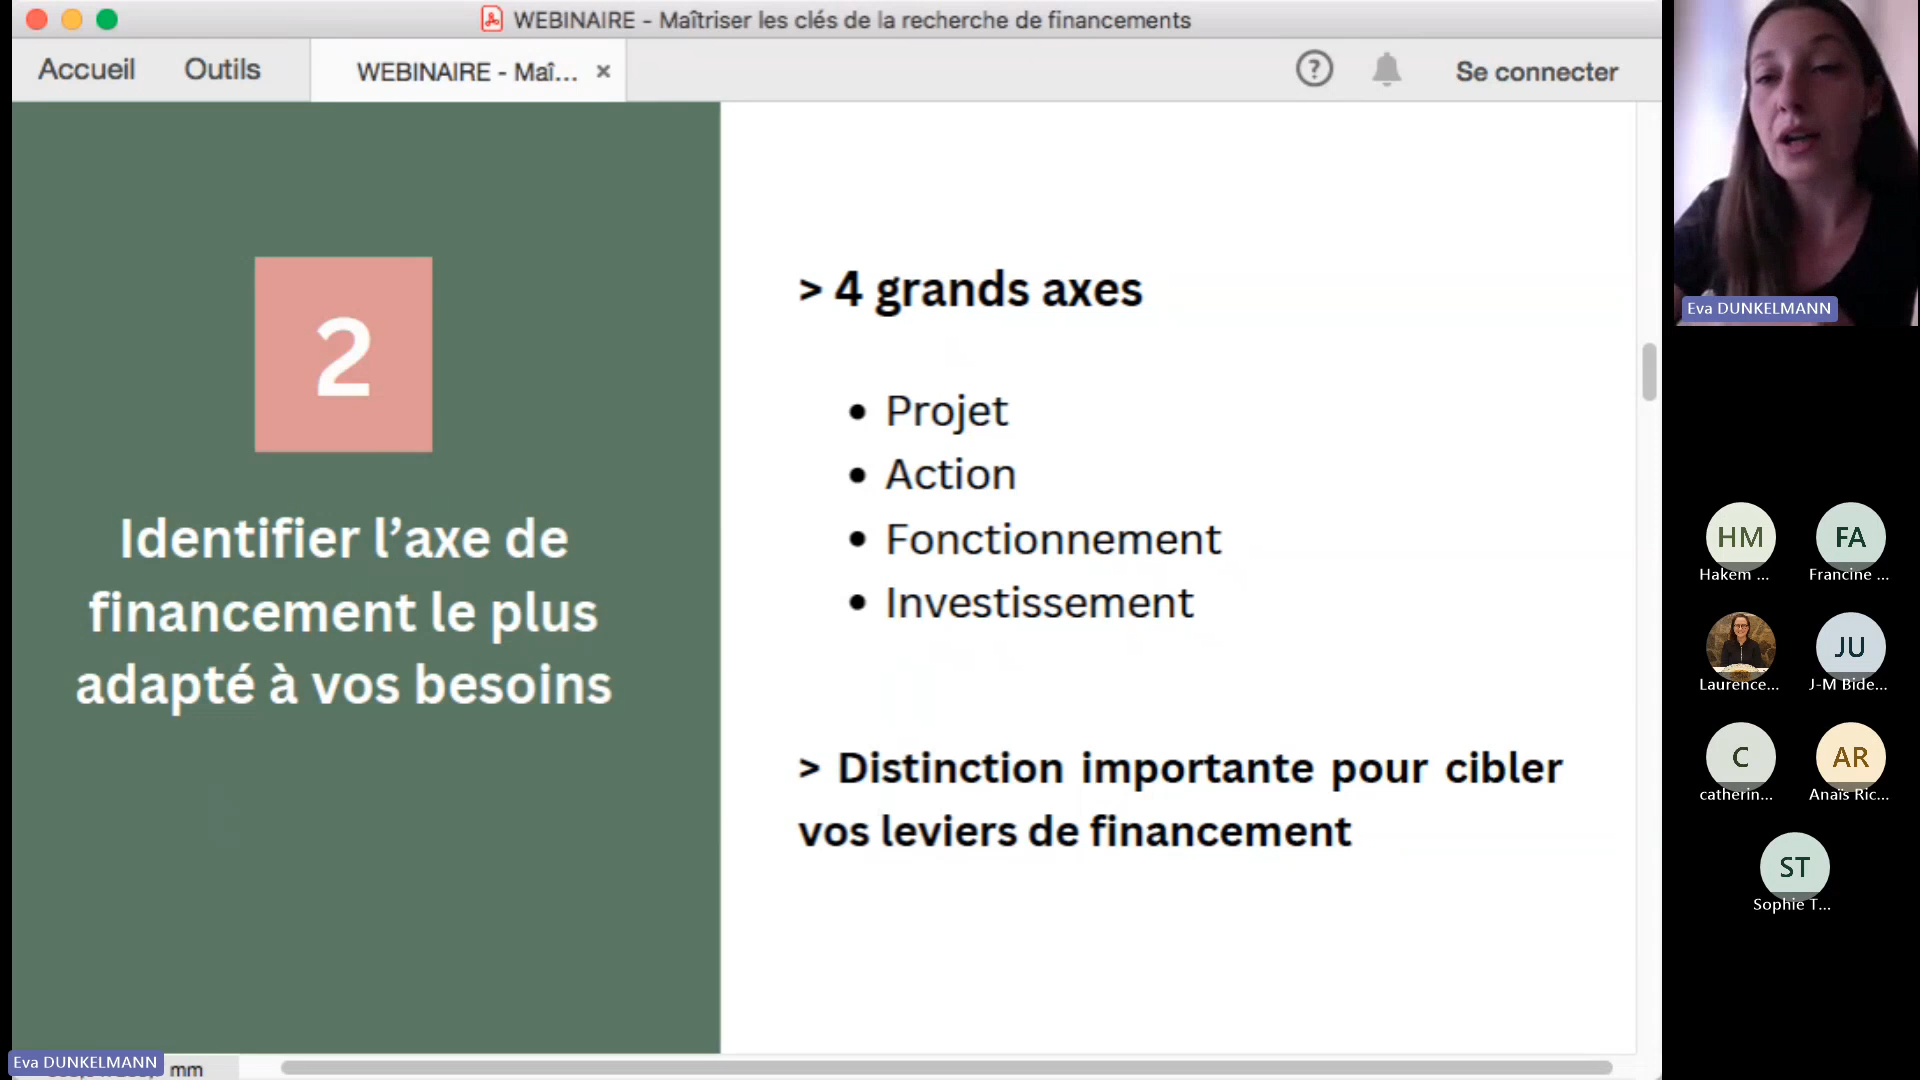 WEBINAIRE - Maîtriser les clés de la recherche de financements
Accueil
Outils
WEBINAIRE - Maî... ×
?
Se connecter
2
Identifier l’axe de
financement le plus
adapté à vos besoins
> 4 grands axes
• Projet
• Action
• Fonctionnement
• Investissement
> Distinction importante pour cibler
vos leviers de financement
Eva DUNKELMANN
mm
Eva DUNKELMANN
HM
Hakem ...
FA
Francine ...
Laurence...
JU
J-M Bide...
C
catherin...
AR
Anaïs Ric...
ST
Sophie T...